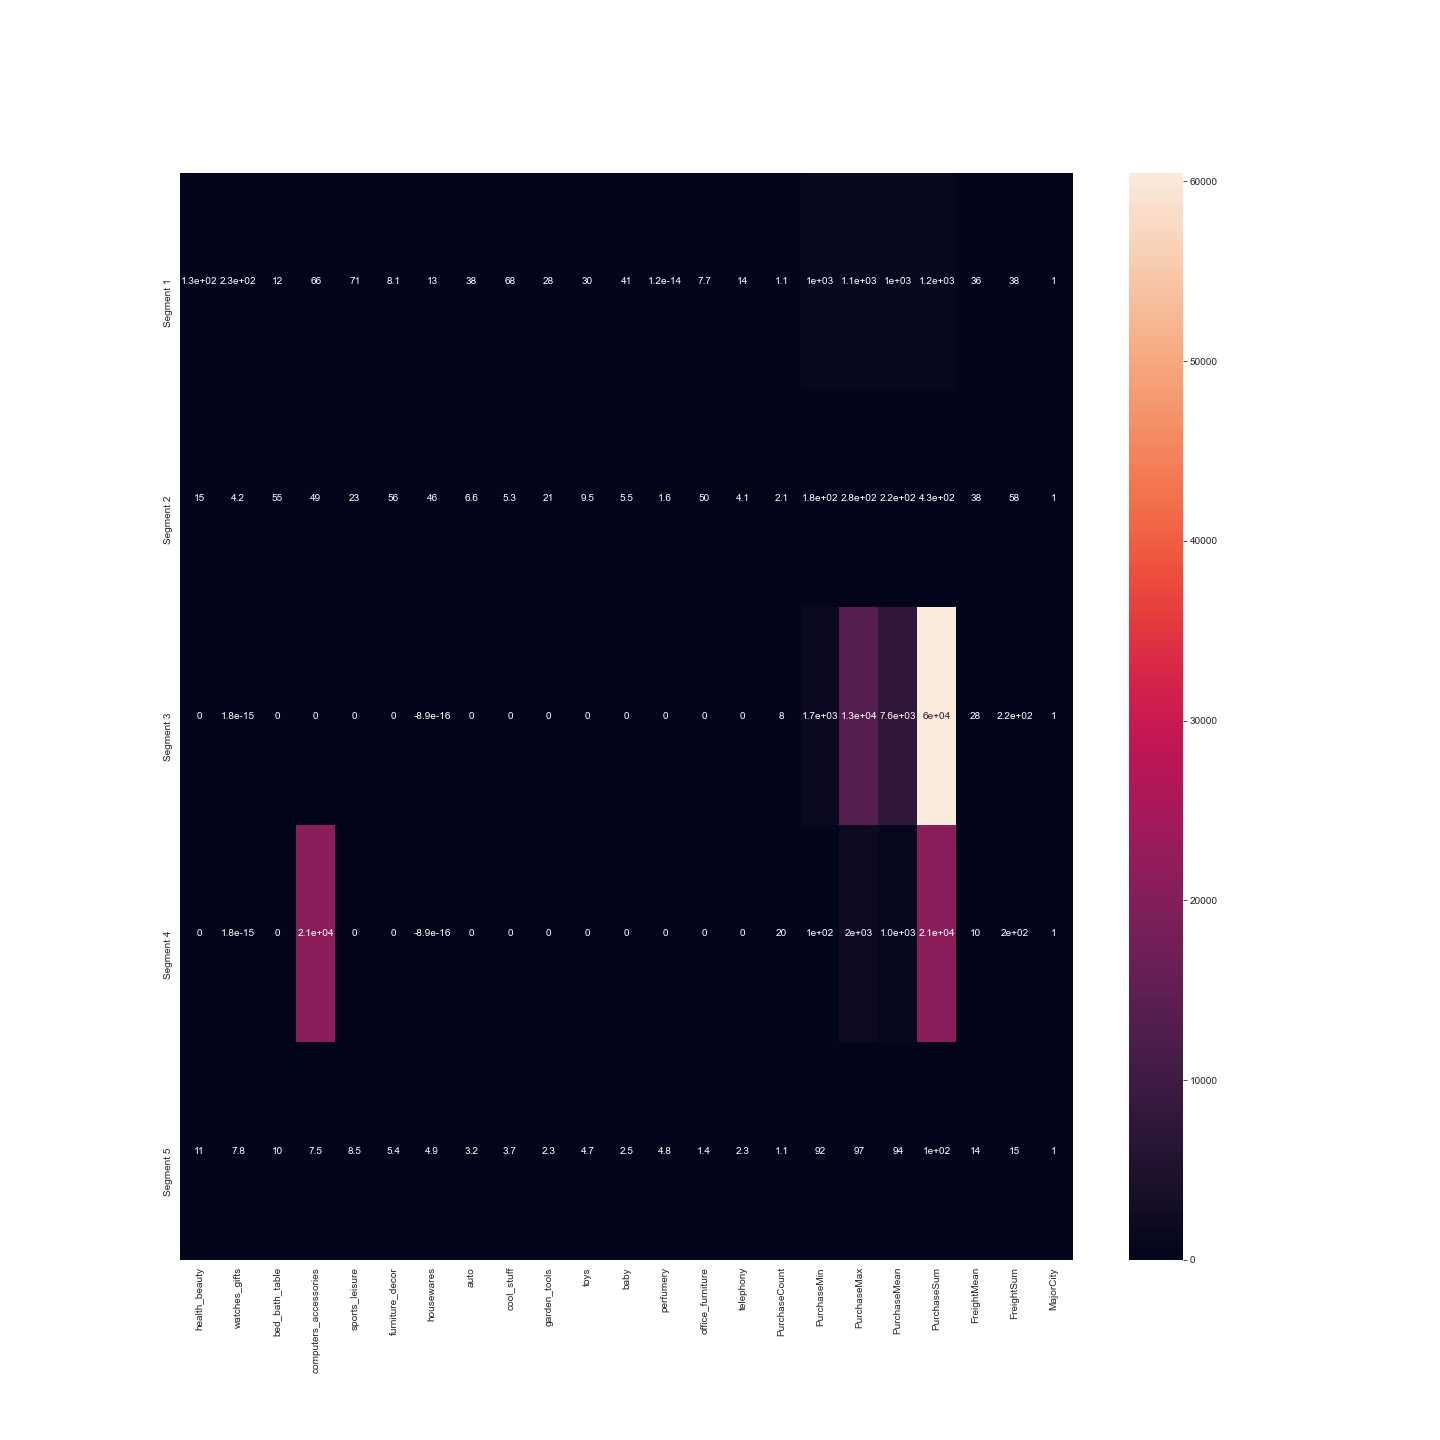 60000
50000
40000
30000
20000
10000
0
Segment 1
1.3e+02 2.3e+02 12 66 71 8.1 13 38 68 28 30 41 1.2e-14 7.7 14 1.1 1e+03 1.1e+03 1e+03 1.2e+03 36 38 1
Segment 2
15 4.2 55 49 23 56 46 6.6 5.3 21 9.5 5.5 1.6 50 4.1 2.1 1.8e+02 2.8e+02 2.2e+02 4.3e+02 38 58 1
Segment 3
0 1.8e-15 0 0 0 0 -8.9e-16 0 0 0 0 0 0 0 0 8 1.7e+03 1.3e+04 7.6e+03 6e+04 28 2.2e+02 1
Segment 4
0 1.8e-15 0 2.1e+04 0 0 -8.9e-16 0 0 0 0 0 0 0 0 20 1e+02 2e+03 1.0e+03 2.1e+04 10 2e+02 1
Segment 5
11 7.8 10 7.5 8.5 5.4 4.9 3.2 3.7 2.3 4.7 2.5 4.8 1.4 2.3 1.1 92 97 94 1e+02 14 15 1
health_beauty
watches_gifts
bed_bath_table
computers_accessories
sports_leisure
furniture_decor
housewares
auto
cool_stuff
garden_tools
toys
baby
perfumery
office_furniture
telephony
PurchaseCount
PurchaseMin
PurchaseMax
PurchaseMean
PurchaseSum
FreightMean
FreightSum
MajorCity